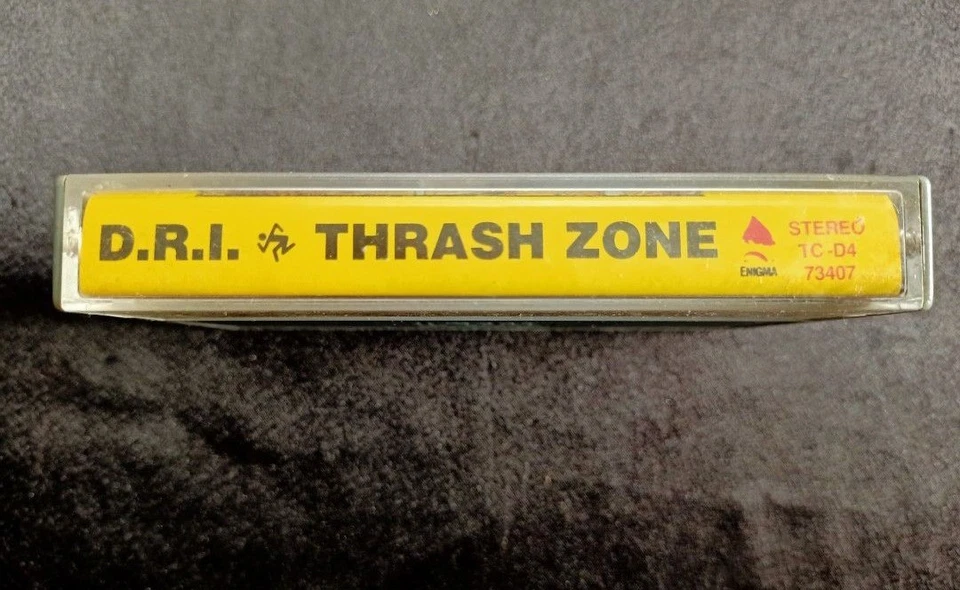 D.R.I. THRASH ZONE
ENIGMA
STEREO
TC-D4
73407